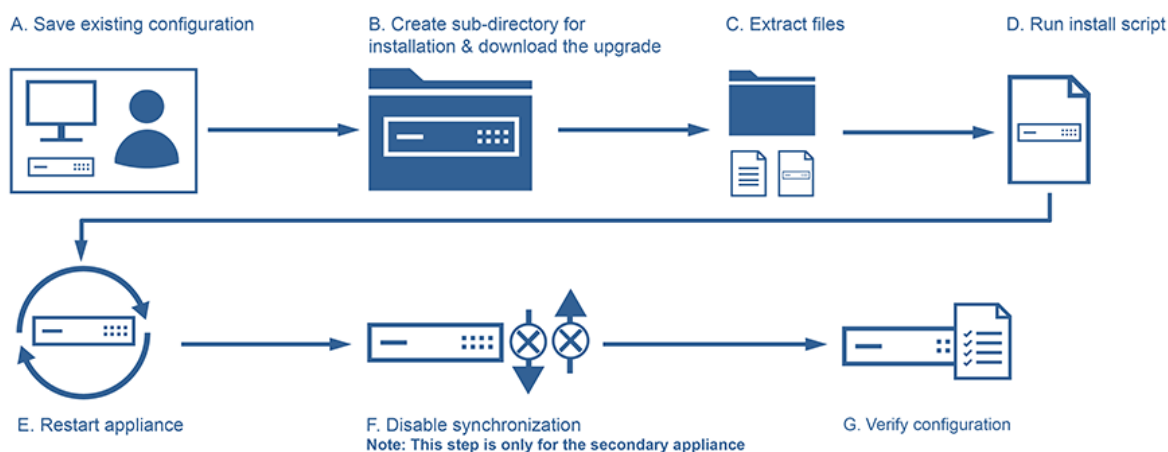 A. Save existing configuration
B. Create sub-directory for
installation & download the upgrade
C. Extract files
D. Run install script
E. Restart appliance
F. Disable synchronization
Note: This step is only for the secondary appliance
G. Verify configuration